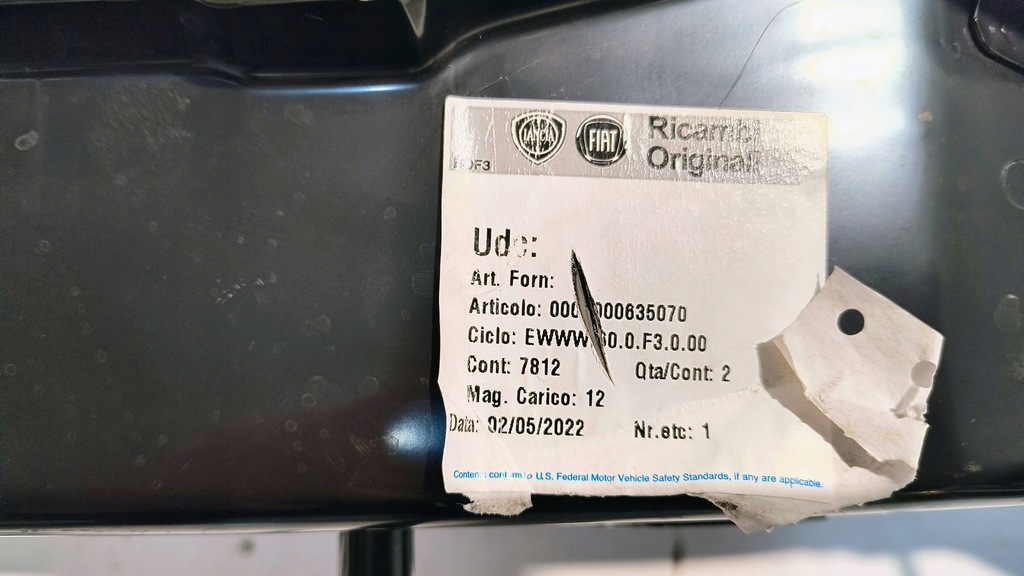 LANCIA FIAT Ricambi
Originali
Art. Forn:
Articolo:
Ciclo:
Cont: 7812 Qta/Cont: 2
Mag. Carico: 12
Data: 02/05/2022 Nr.etc: 1
Contents conform to U.S. Federal Motor Vehicle Safety Standards, if any are applicable.